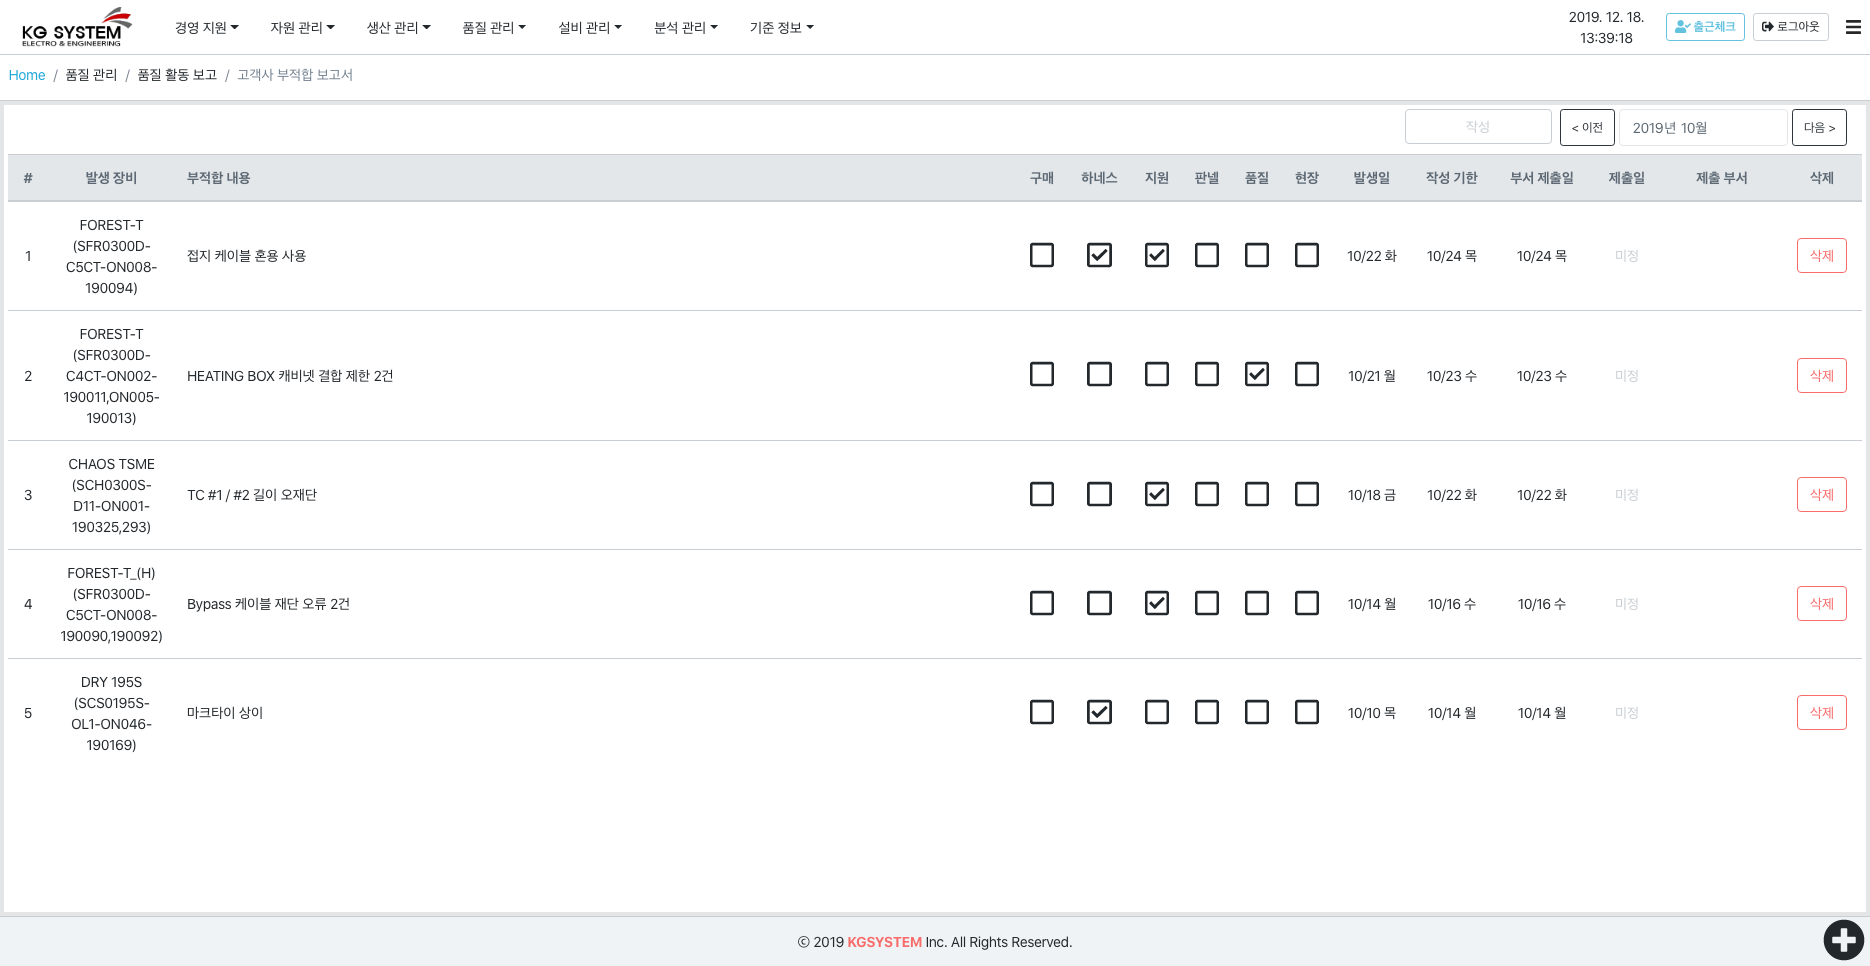 KG SYSTEM
ELECTRO & ENGINEERING
경영 지원 자원 관리 생산 관리 품질 관리 설비 관리 분석 관리 기준 정보
2019. 12. 18.
13:39:18
출근체크 로그아웃
Home / 품질 관리 / 품질 활동 보고 / 고객사 부적합 보고서
작성 < 이전 2019년 10월 다음 >
# 발생 장비 부적합 내용 구매 하네스 지원 판넬 품질 현장 발생일 작성 기한 부서 제출일 제출일 제출 부서 삭제
FOREST-T
(SFR0300D-
C5CT-ON008-
190094)
1 접지 케이블 혼용 사용 10/22 화 10/24 목 10/24 목 미정 삭제
FOREST-T
(SFR0300D-
C4CT-ON002-
190011,ON005-
190013)
2 HEATING BOX 캐비넷 결합 제한 2건 10/21 월 10/23 수 10/23 수 미정 삭제
CHAOS TSME
(SCH0300S-
D11-ON001-
190325,293)
3 TC #1 / #2 길이 오재단 10/18 금 10/22 화 10/22 화 미정 삭제
FOREST-T_(H)
(SFR0300D-
C5CT-ON008-
190090,190092)
4 Bypass 케이블 재단 오류 2건 10/14 월 10/16 수 10/16 수 미정 삭제
DRY 195S
(SCS0195S-
OL1-ON046-
190169)
5 마크타이 상이 10/10 목 10/14 월 10/14 월 미정 삭제
© 2019 KGSYSTEM Inc. All Rights Reserved.